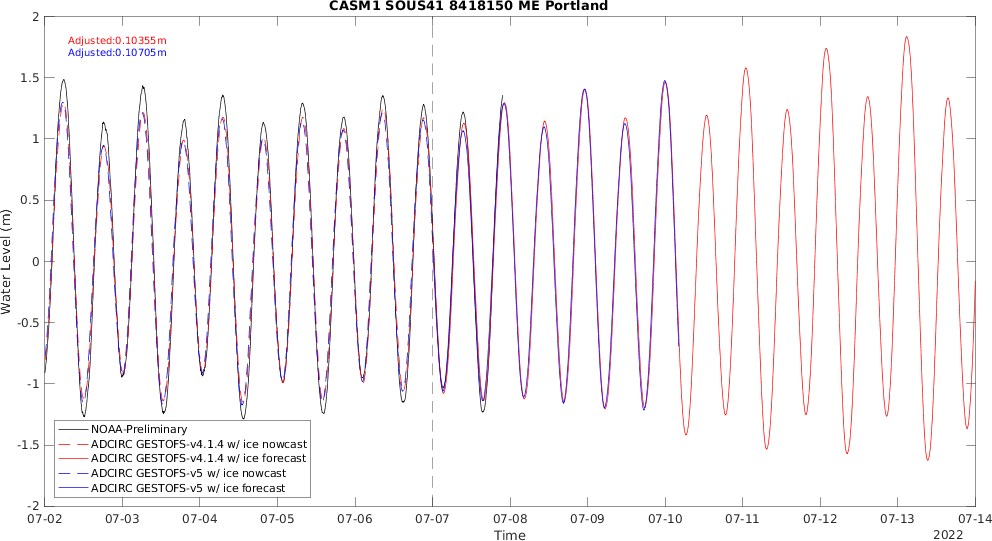 CASM1 SOUS41 8418150 ME Portland
2
Adjusted:0.10355m
Adjusted:0.10705m
1.5
1
0.5
0
-0.5
-1
-1.5
-2
Water Level (m)
NOAA-Preliminary
ADCIRC GESTOFS-v4.1.4 w/ ice nowcast
ADCIRC GESTOFS-v4.1.4 w/ ice forecast
ADCIRC GESTOFS-v5 w/ ice nowcast
ADCIRC GESTOFS-v5 w/ ice forecast
07-02 07-03 07-04 07-05 07-06 07-07 07-08 07-09 07-10 07-11 07-12 07-13 07-14
Time
2022